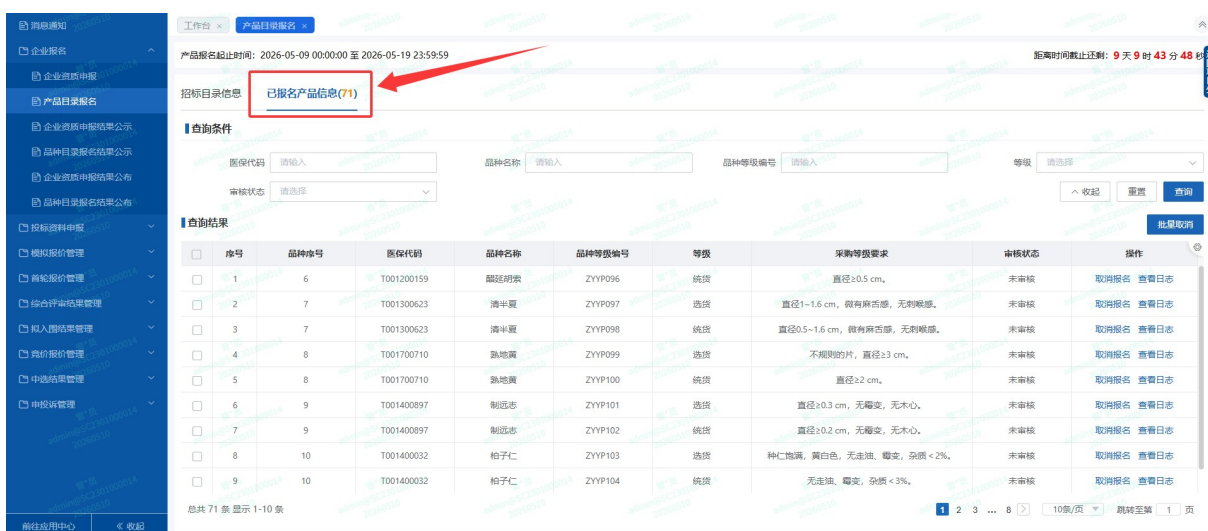 消息通知
企业报名
企业资质申报
产品目录报名
企业资质申报结果公示
品种目录报名结果公示
企业资质申报结果公布
品种目录报名结果公布
投标资料申报
模拟报价管理
首轮报价管理
综合评审结果管理
拟入围结果管理
竞价报价管理
中选结果管理
申投诉管理
前往应用中心 《 收起
工作台 × 产品目录报名 ×
产品报名起止时间: 2026-05-09 00:00:00 至 2026-05-19 23:59:59 距离时间截止还剩: 9 天 9 时 43 分 48 秒
招标目录信息 已报名产品信息(71)
查询条件
医保代码 请输入 品种名称 请输入 品种等级编号 请输入 等级 请选择
审核状态 请选择 收起 重置 查询
查询结果 批量取消
序号 品种序号 医保代码 品种名称 品种等级编号 等级 采购等级要求 审核状态 操作
1 6 T001200159 醋延胡索 ZYYP096 统货 直径≥0.5 cm。 未审核 取消报名 查看日志
2 7 T001300623 清半夏 ZYYP097 选货 直径1~1.6 cm, 微有麻舌感, 无刺喉感。 未审核 取消报名 查看日志
3 7 T001300623 清半夏 ZYYP098 统货 直径0.5~1.6 cm, 微有麻舌感, 无刺喉感。 未审核 取消报名 查看日志
4 8 T001700710 熟地黄 ZYYP099 选货 不规则的片, 直径≥3 cm。 未审核 取消报名 查看日志
5 8 T001700710 熟地黄 ZYYP100 统货 直径≥2 cm。 未审核 取消报名 查看日志
6 9 T001400897 制远志 ZYYP101 选货 直径≥0.3 cm, 无霉变, 无木心。 未审核 取消报名 查看日志
7 9 T001400897 制远志 ZYYP102 统货 直径≥0.2 cm, 无霉变, 无木心。 未审核 取消报名 查看日志
8 10 T001400032 柏子仁 ZYYP103 选货 种仁饱满, 黄白色, 无走油、霉变, 杂质<2%。 未审核 取消报名 查看日志
9 10 T001400032 柏子仁 ZYYP104 统货 无走油、霉变, 杂质<3%。 未审核 取消报名 查看日志
总共 71 条 显示 1-10 条 1 2 3 ... 8 > 10条/页 跳转至第 1 页